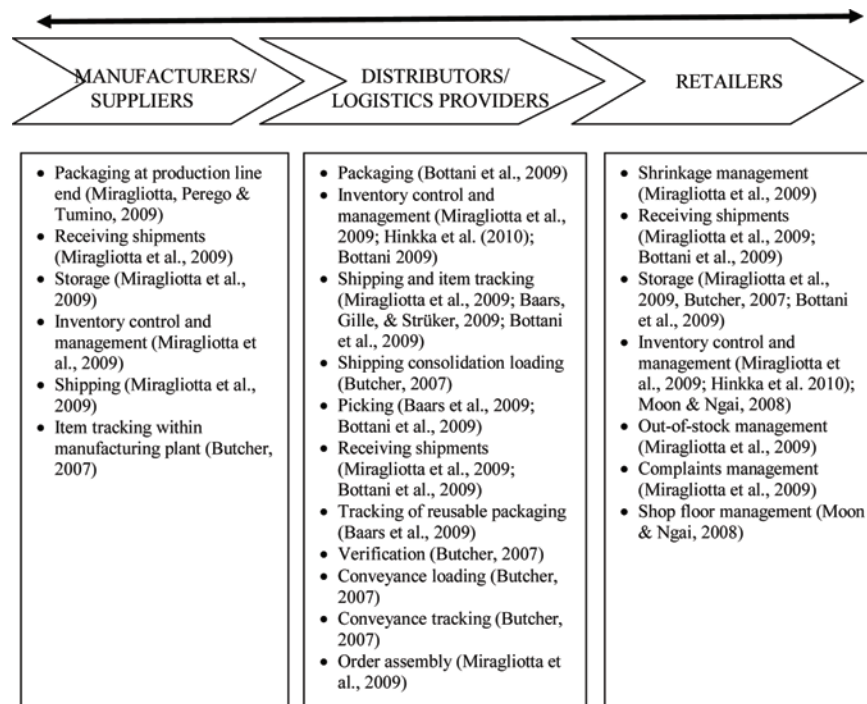 MANUFACTURERS/
SUPPLIERS
DISTRIBUTORS/
LOGISTICS PROVIDERS
RETAILERS
• Packaging at production line
end (Miragliotta, Perego &
Tumino, 2009)
• Receiving shipments
(Miragliotta et al., 2009)
• Storage (Miragliotta et al.,
2009)
• Inventory control and
management (Miragliotta et
al., 2009)
• Shipping (Miragliotta et al.,
2009)
• Item tracking within
manufacturing plant (Butcher,
2007)
• Packaging (Bottani et al., 2009)
• Inventory control and
management (Miragliotta et al.,
2009; Hinkka et al. (2010);
Bottani 2009)
• Shipping and item tracking
(Miragliotta et al., 2009; Baars,
Gille, & Strüker, 2009; Bottani
et al., 2009)
• Shipping consolidation loading
(Butcher, 2007)
• Picking (Baars et al., 2009;
Bottani et al., 2009)
• Receiving shipments
(Miragliotta et al., 2009;
Bottani et al., 2009)
• Tracking of reusable packaging
(Baars et al., 2009)
• Verification (Butcher, 2007)
• Conveyance loading (Butcher,
2007)
• Conveyance tracking (Butcher,
2007)
• Order assembly (Miragliotta et
al., 2009)
• Shrinkage management
(Miragliotta et al., 2009)
• Receiving shipments
(Miragliotta et al., 2009;
Bottani et al., 2009)
• Storage (Miragliotta et al.,
2009, Butcher, 2007; Bottani
et al., 2009)
• Inventory control and
management (Miragliotta et
al., 2009; Hinkka et al. 2010);
Moon & Ngai, 2008)
• Out-of-stock management
(Miragliotta et al., 2009)
• Complaints management
(Miragliotta et al., 2009)
• Shop floor management (Moon
& Ngai, 2008)